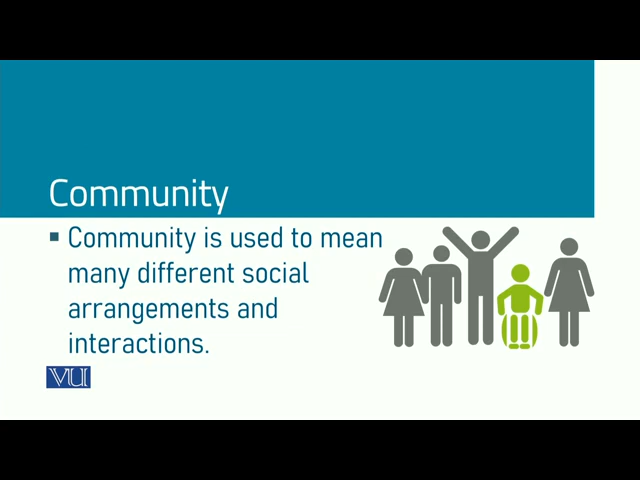 Community
▪ Community is used to mean
many different social
arrangements and
interactions.
VU